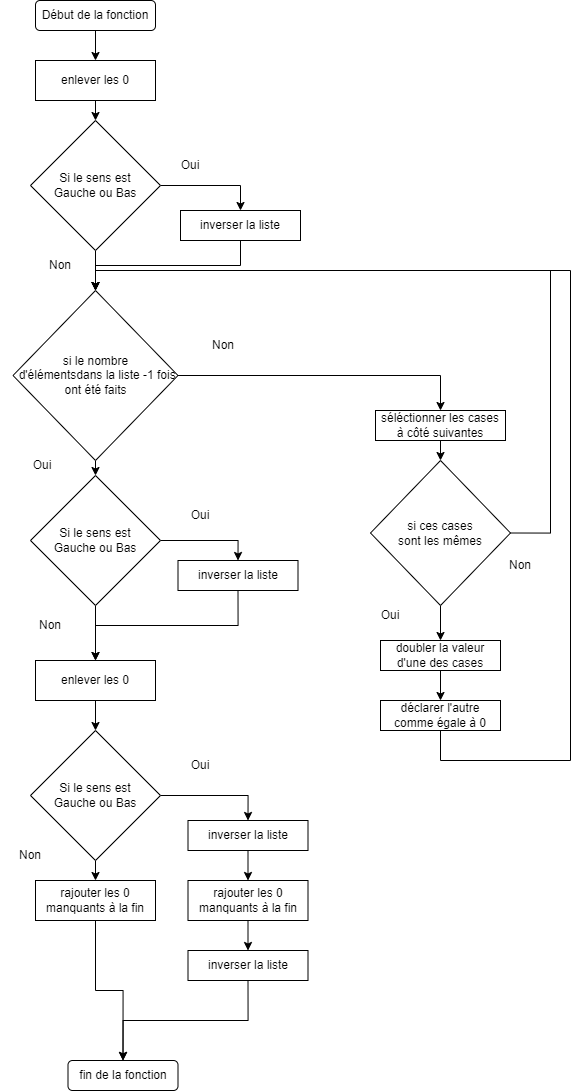 Début de la fonction
enlever les 0
Si le sens est
Gauche ou Bas
Oui
inverser la liste
Non
si le nombre
d'élémentsdans la liste -1 fois
ont été faits
Non
séléctionner les cases
à côté suivantes
Oui
Si le sens est
Gauche ou Bas
Oui
inverser la liste
si ces cases
sont les mêmes
Non
Non
Oui
doubler la valeur
d'une des cases
enlever les 0
déclarer l'autre
comme égale à 0
Si le sens est
Gauche ou Bas
Oui
inverser la liste
Non
rajouter les 0
manquants à la fin
rajouter les 0
manquants à la fin
inverser la liste
fin de la fonction